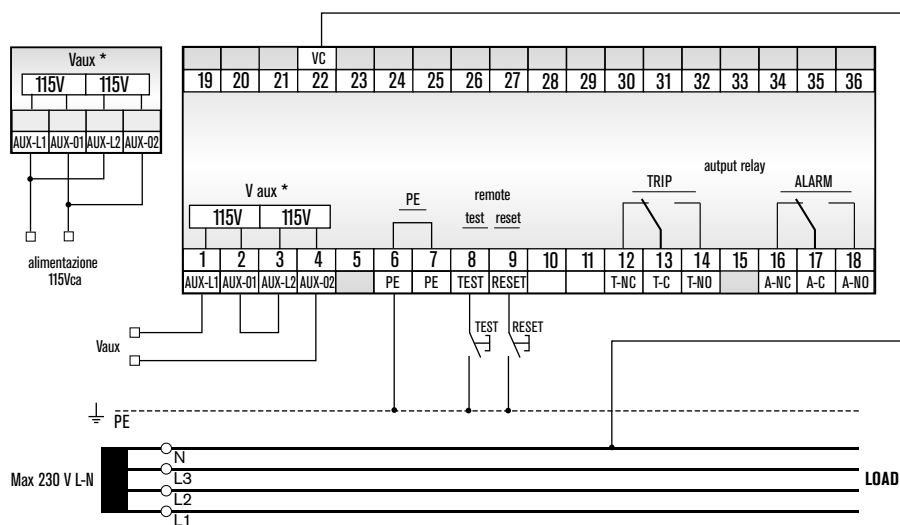 Vaux *
115V 115V
AUX-L1 AUX-01 AUX-L2 AUX-02
alimentazione
115Vca
VC
19 20 21 22 23 24 25 26 27 28 29 30 31 32 33 34 35 36
autput relay
TRIP ALARM
V aux *
115V 115V
PE
remote
test reset
1 2 3 4 5 6 7 8 9 10 11 12 13 14 15 16 17 18
AUX-L1 AUX-01 AUX-L2 AUX-02 PE PE TEST RESET T-NC T-C T-NO A-NC A-C A-NO
Vaux
TEST RESET
PE
Max 230 V L-N
N
L3
L2
L1
LOAD